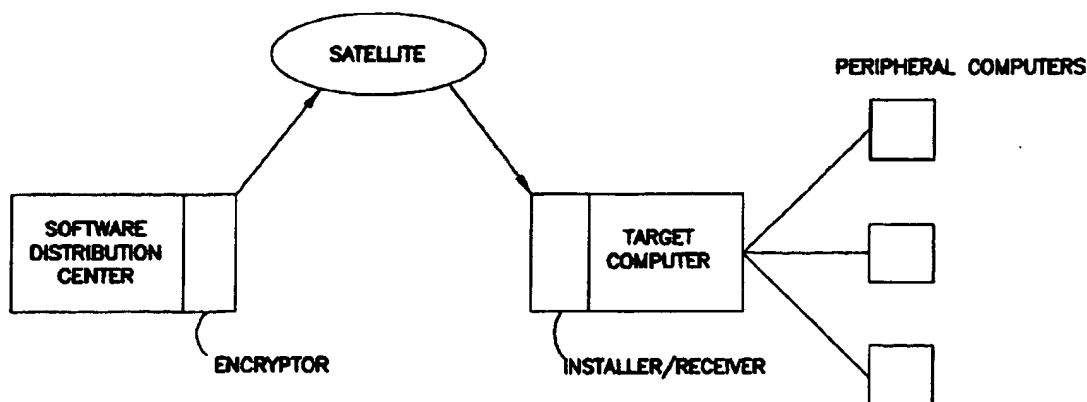 SATELLITE
PERIPHERAL COMPUTERS
SOFTWARE
DISTRIBUTION
CENTER
TARGET
COMPUTER
ENCRYPTOR
INSTALLER/RECEIVER